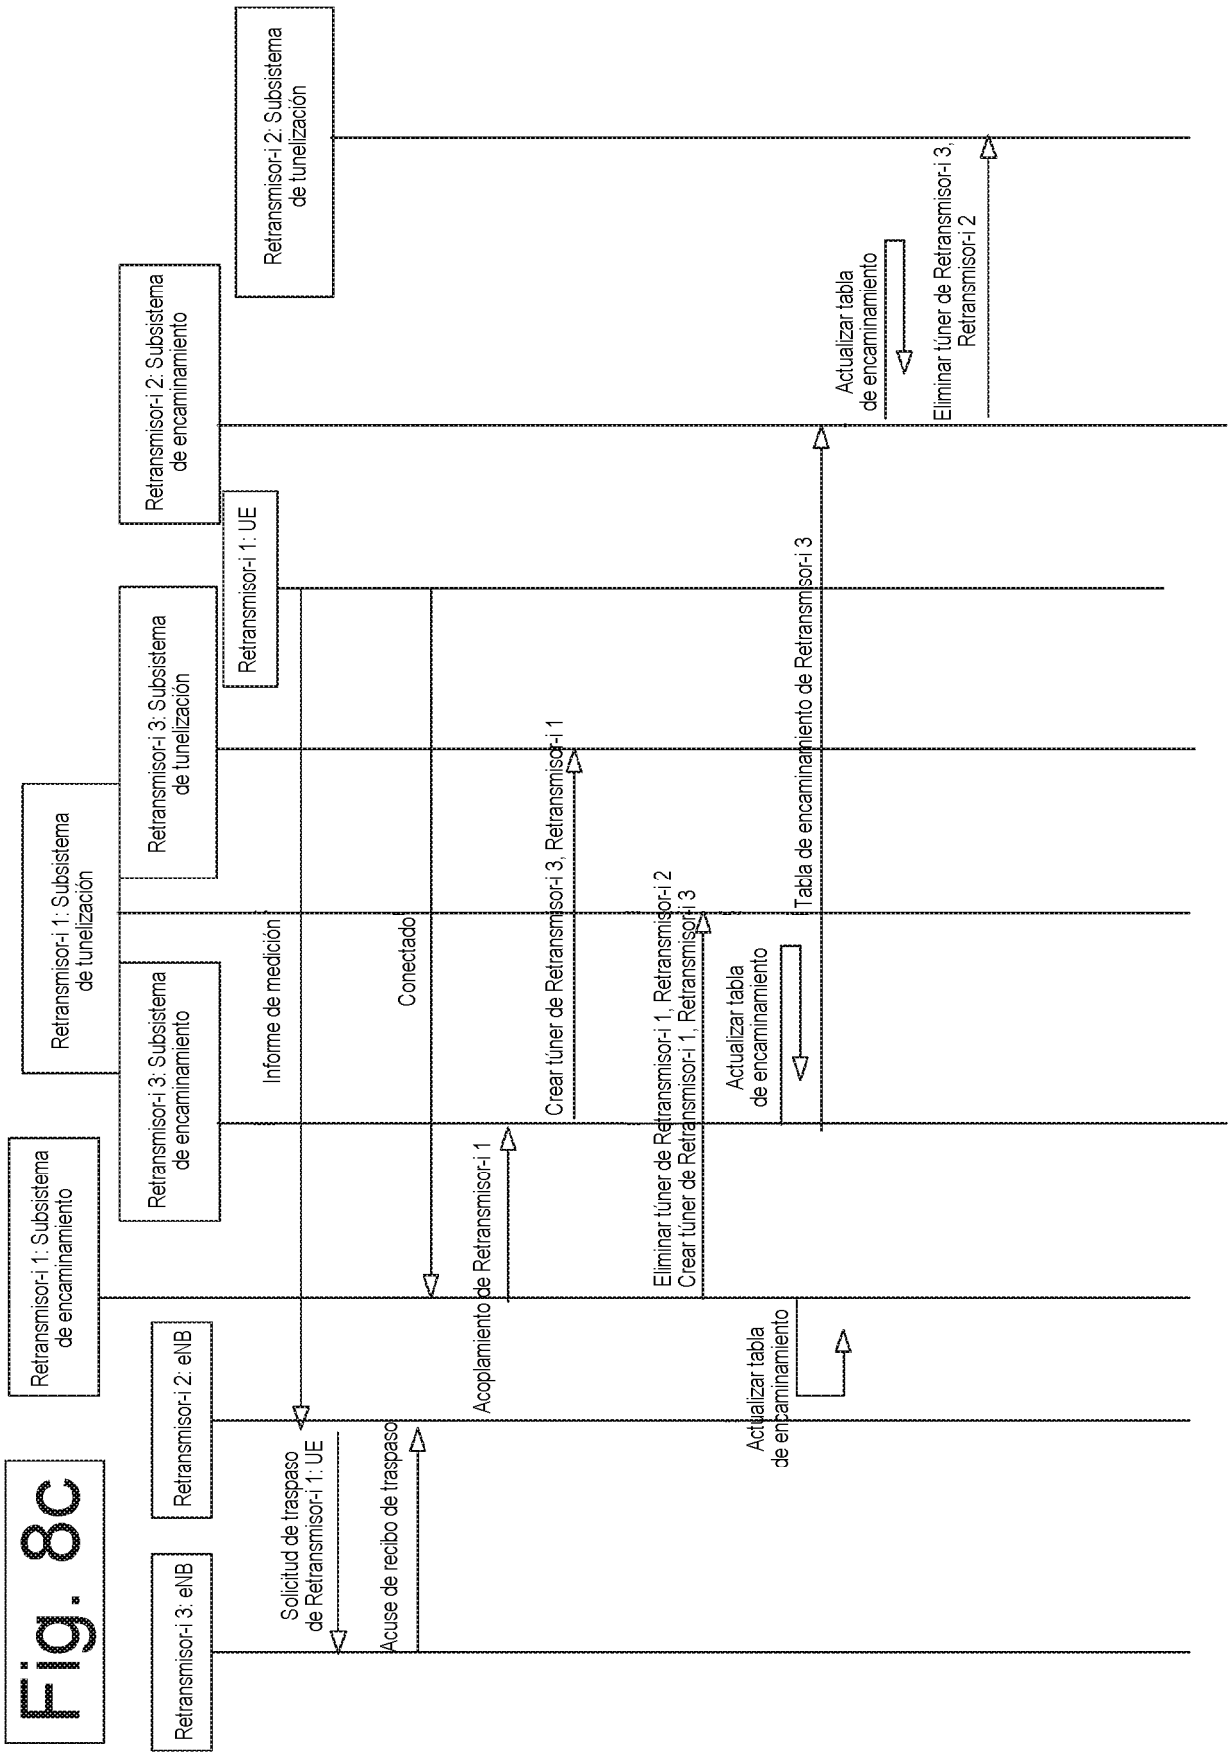 Fig. 8c
Retransmisor-i 3: eNB
Retransmisor-i 2: eNB
Retransmisor-i 1: Subsistema
de encaminamiento
Retransmisor-i 3: Subsistema
de encaminamiento
Retransmisor-i 1: Subsistema
de tunelización
Retransmisor-i 3: Subsistema
de tunelización
Retransmisor-i 1: UE
Retransmisor-i 2: Subsistema
de encaminamiento
Retransmisor-i 2: Subsistema
de tunelización
Informe de medición
Solicitud de traspaso
de Retransmisor-i 1: UE
Acuse de recibo de traspaso
Conectado
Acoplamiento de Retransmisor-i 1
Crear túner de Retransmisor-i 3, Retransmisor-i 1
Eliminar túner de Retransmisor-i 1, Retransmisor-i 2
Crear túner de Retransmisor-i 1, Retransmisor-i 3
Actualizar tabla
de encaminamiento
Actualizar tabla
de encaminamiento
Tabla de encaminamiento de Retransmisor-i 3
Actualizar tabla
de encaminamiento
Eliminar túner de Retransmisor-i 3,
Retransmisor-i 2